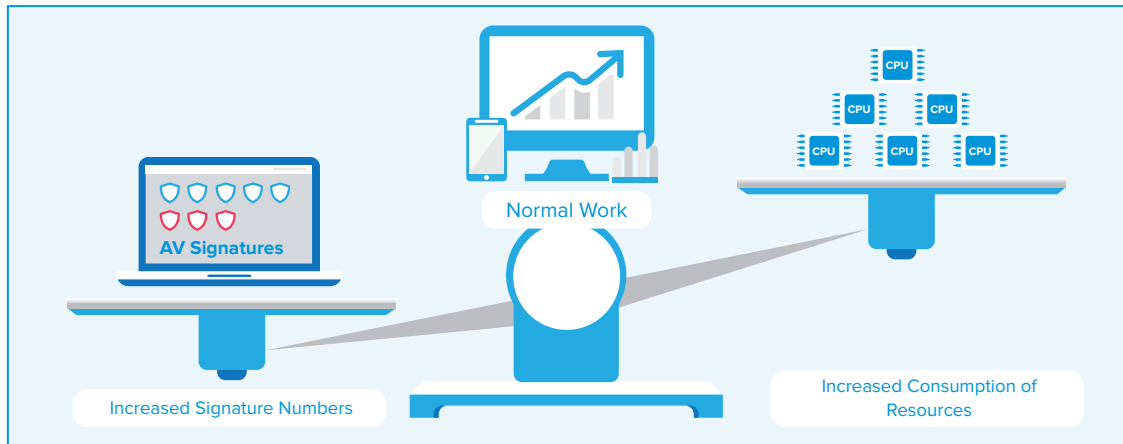 CPU
CPU CPU
CPU CPU CPU
Normal Work
AV Signatures
Increased Signature Numbers
Increased Consumption of
Resources